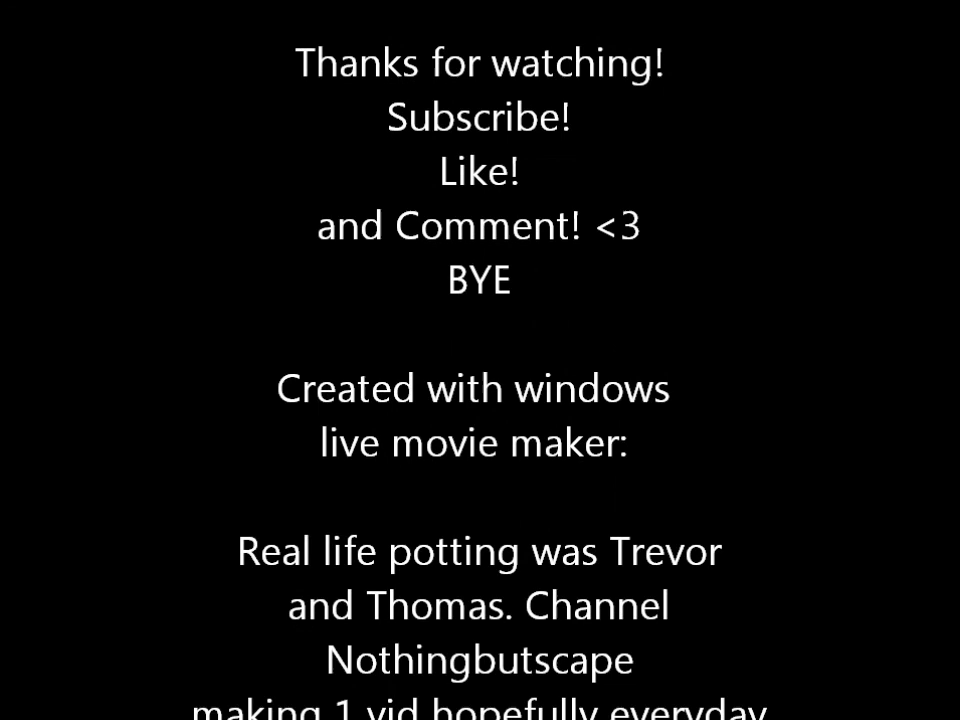 Thanks for watching!
Subscribe!
Like!
and Comment! <3
BYE
Created with windows
live movie maker:
Real life potting was Trevor
and Thomas. Channel
Nothingbutscape
making 1 vid hopefully everyday